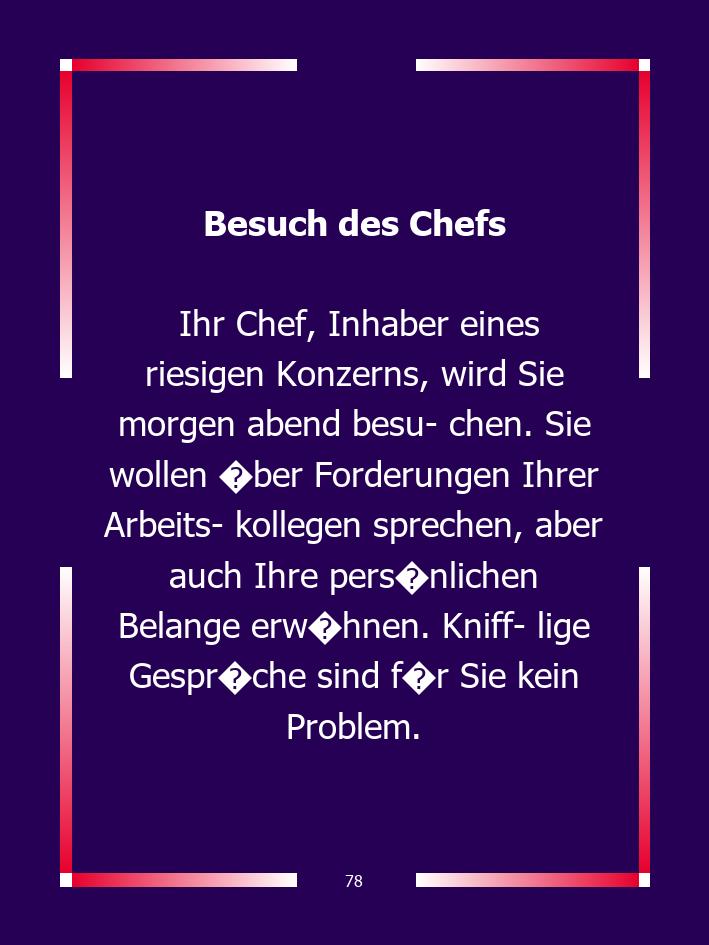 Besuch des Chefs
Ihr Chef, Inhaber eines
riesigen Konzerns, wird Sie
morgen abend besu- chen. Sie
wollen �ber Forderungen Ihrer
Arbeits- kollegen sprechen, aber
auch Ihre pers�nlichen
Belange erw�hnen. Kniff- lige
Gespr�che sind f�r Sie kein
Problem.
78